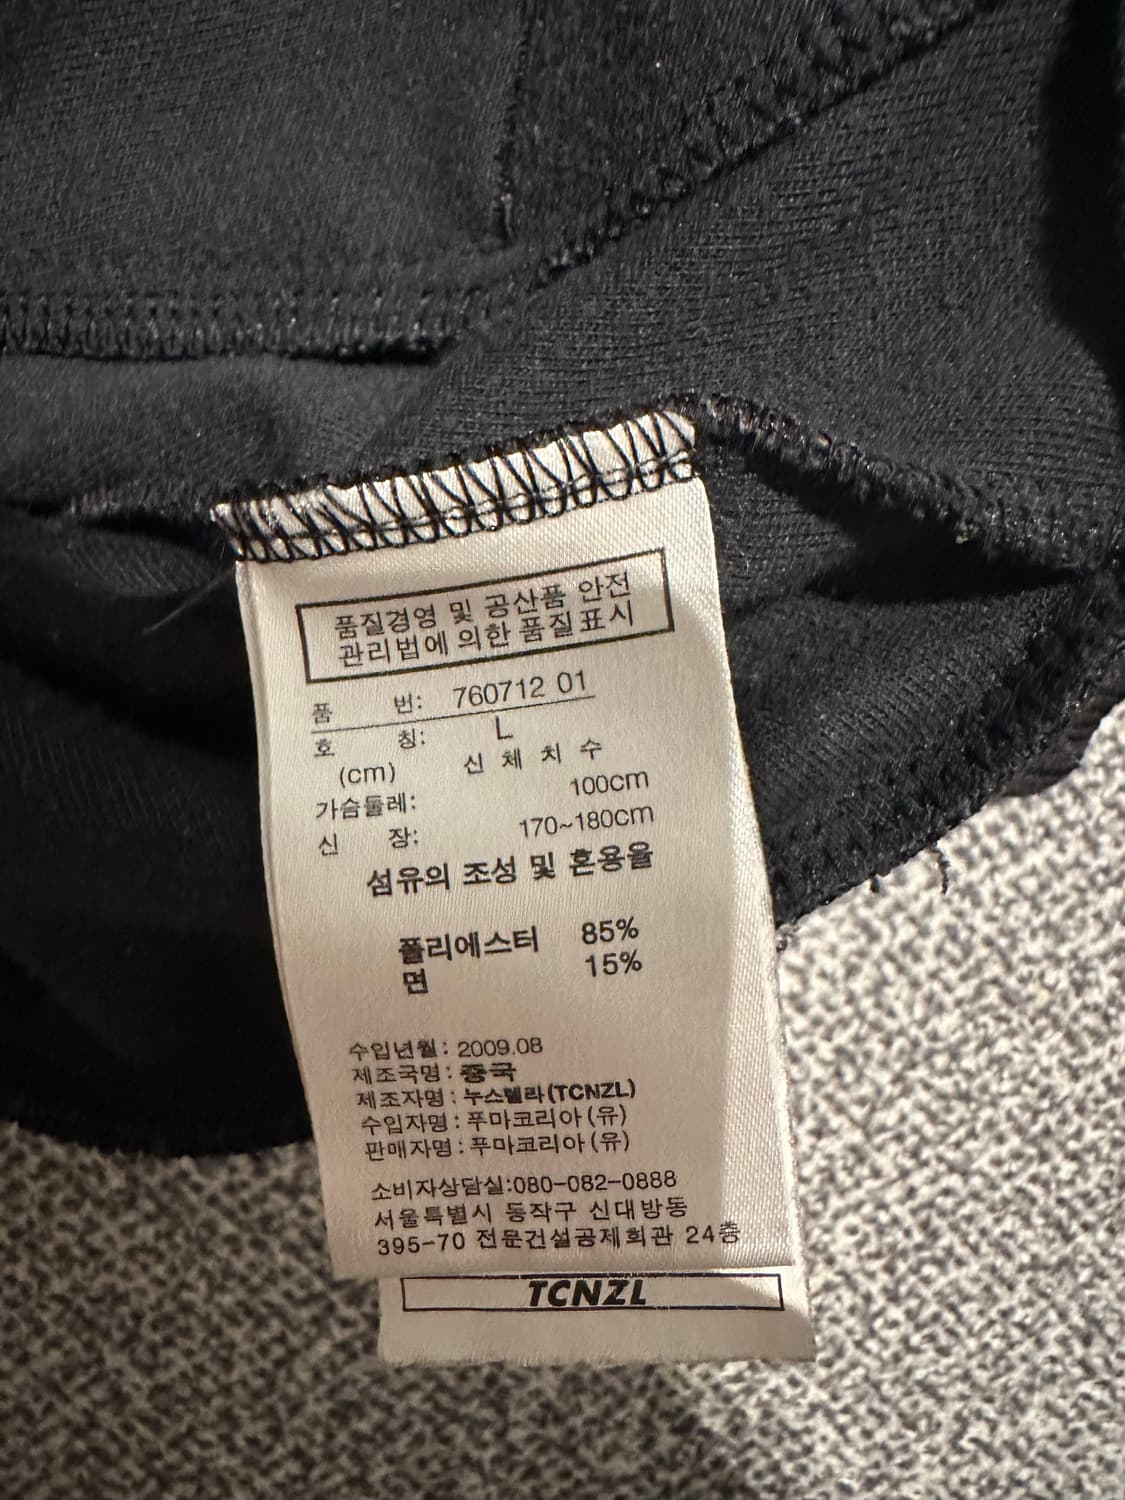 품질경영 및 공산품 안전
관리법에 의한 품질표시
품 번: 760712 01
호 칭: L
(cm) 신 체 치 수
가슴둘레: 100cm
신 장: 170~180cm
섬유의 조성 및 혼용율
폴리에스터 85%
면 15%
수입년월: 2009.08
제조국명: 중국
제조자명: 누스텔라(TCNZL)
수입자명: 푸마코리아(유)
판매자명: 푸마코리아(유)
소비자상담실:080-082-0888
서울특별시 동작구 신대방동
395-70 전문건설공제회관 24층
TCNZL